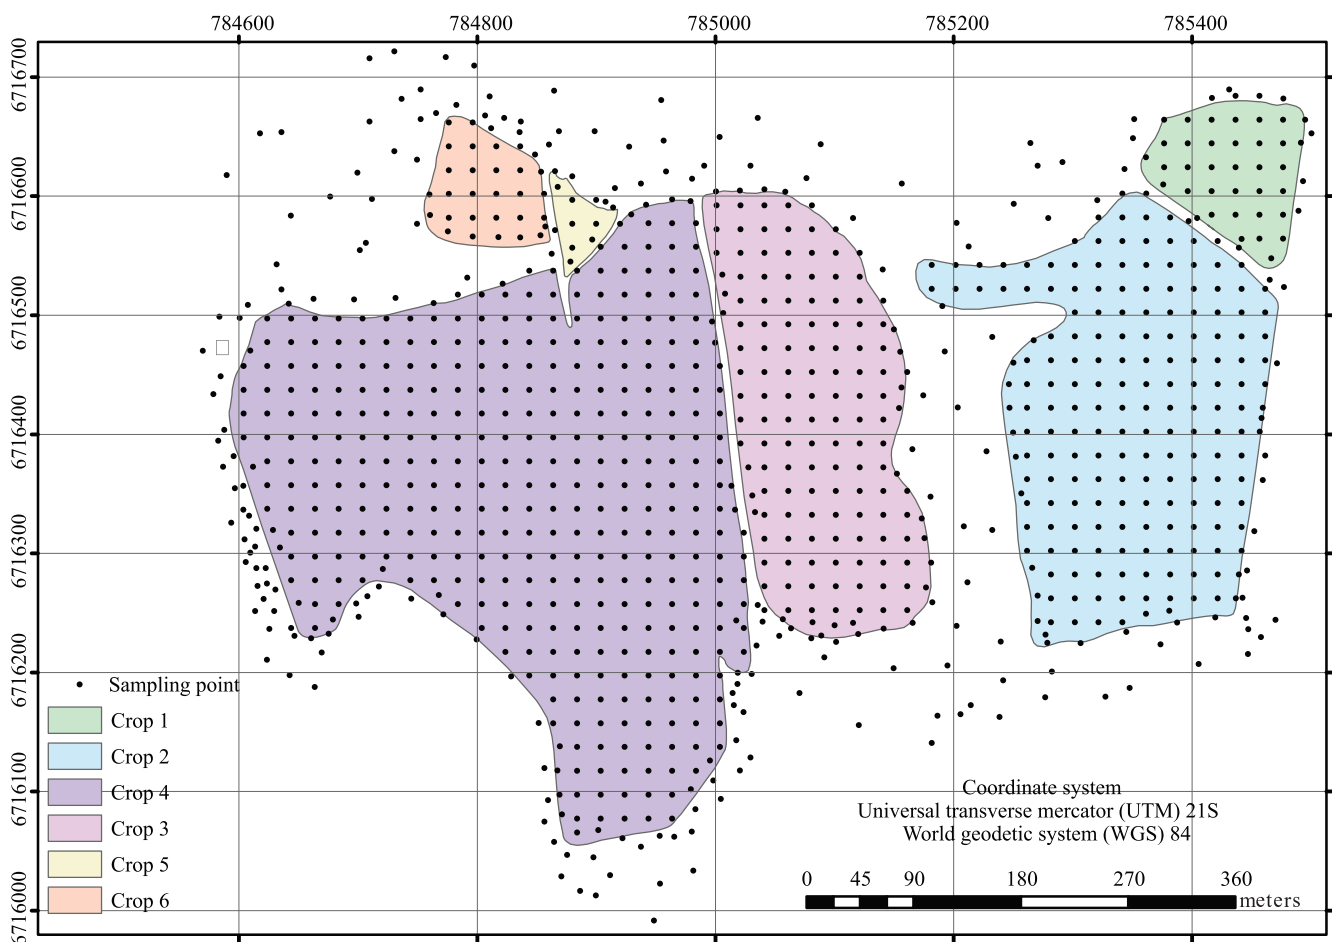 784600 784800 785000 785200 785400
6716700
6716600
6716500
6716400
6716300
6716200
6716100
6716000
Sampling point
Crop 1
Crop 2
Crop 4
Crop 3
Crop 5
Crop 6
Coordinate system
Universal transverse mercator (UTM) 21S
World geodetic system (WGS) 84
0 45 90 180 270 360
meters